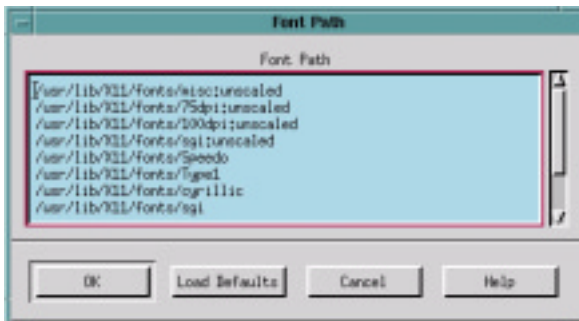 Font Path
Font Path
/usr/lib/X11/fonts/misc:unscaled
/usr/lib/X11/fonts/75dpi:unscaled
/usr/lib/X11/fonts/100dpi:unscaled
/usr/lib/X11/fonts/sgi:unscaled
/usr/lib/X11/fonts/Speedo
/usr/lib/X11/fonts/Type1
/usr/lib/X11/fonts/cyrillic
/usr/lib/X11/fonts/sgi
OK Load Defaults Cancel Help